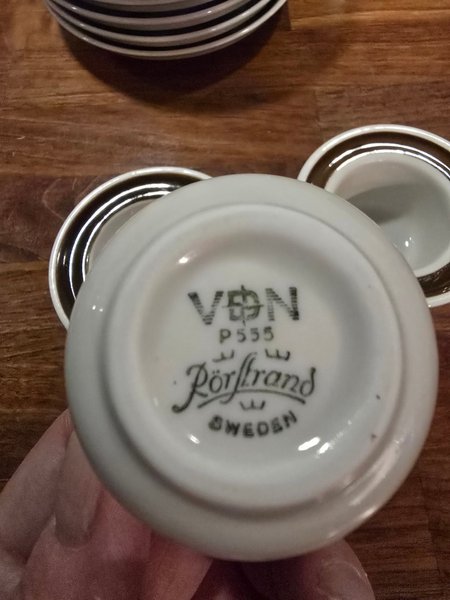 VDN
P555
Rörstrand
SWEDEN